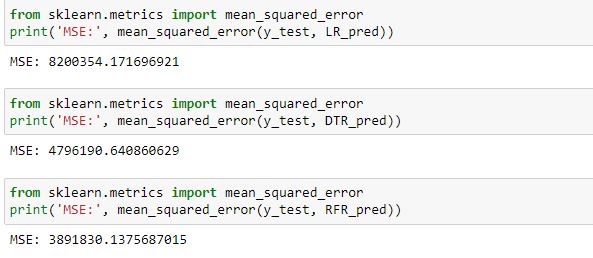 from sklearn.metrics import mean_squared_error
print('MSE:', mean_squared_error(y_test, LR_pred))
MSE: 8200354.171696921
from sklearn.metrics import mean_squared_error
print('MSE:', mean_squared_error(y_test, DTR_pred))
MSE: 4796190.640860629
from sklearn.metrics import mean_squared_error
print('MSE:', mean_squared_error(y_test, RFR_pred))
MSE: 3891830.1375687015